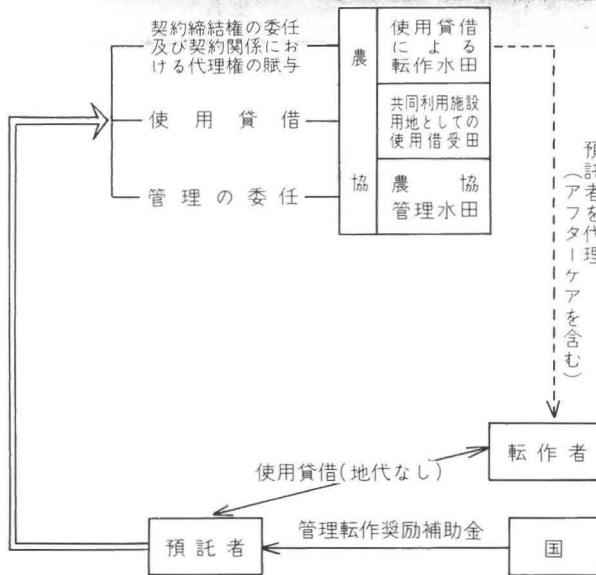 契約締結権の委任
及び契約関係にお
ける代理権の賦与
使用貸借
管理の委任
農協
使用貸借
による
転作水田
共同利用施設
用地としての
使用借受田
農協
管理水田
預託者を代理
(アフターケアを含む)
転作者
使用貸借(地代なし)
管理転作奨励補助金
預託者
国